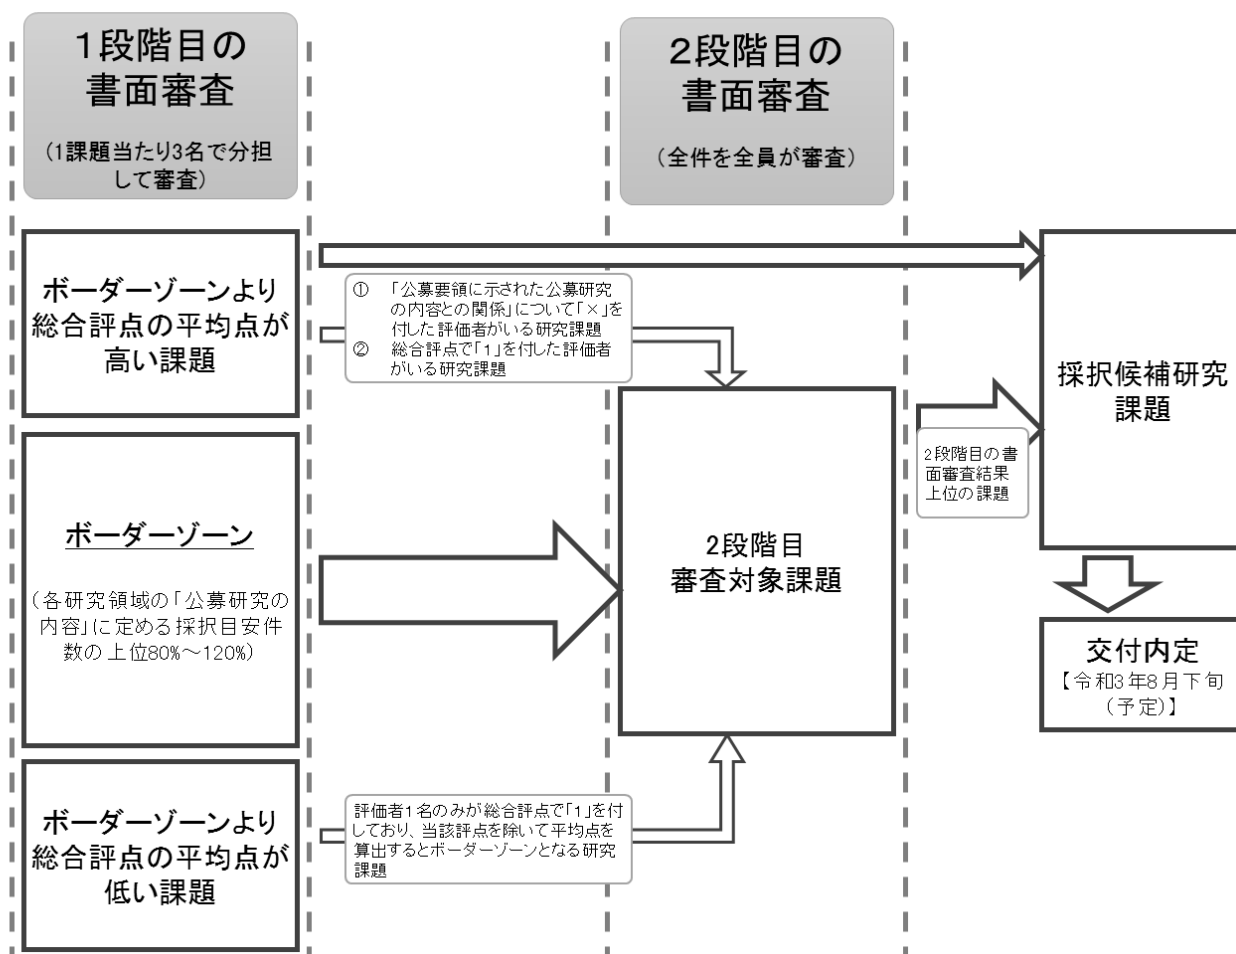 1段階目の
書面審査
(1課題当たり3名で分担
して審査)
2段階目の
書面審査
(全件を全員が審査)
ボーダーゾーンより
総合評点の平均点が
高い課題
① 「公募要領に示された公募研究
の内容との関係」について「×」を
付した評価者がいる研究課題
② 総合評点で「1」を付した評価者
がいる研究課題
採択候補研究
課題
ボーダーゾーン
(各研究領域の「公募研究の
内容」に定める採択目安件
数の上位80%~120%)
2段階目
審査対象課題
2段階目の書
面審査結果
上位の課題
交付内定
【令和3年8月下旬
(予定)】
ボーダーゾーンより
総合評点の平均点が
低い課題
評価者1名のみが総合評点で「1」を付
しており、当該評点を除いて平均点を
算出するとボーダーゾーンとなる研究
課題